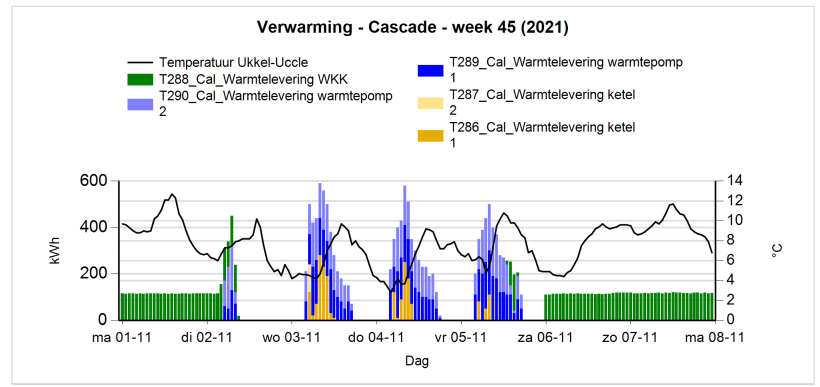 Verwarming - Cascade - week 45 (2021)
Temperatuur Ukkel-Uccle
T288_Cal_Warmtelevering WKK
T290_Cal_Warmtelevering warmtepomp
2
T289_Cal_Warmtelevering warmtepomp
1
T287_Cal_Warmtelevering ketel
2
T286_Cal_Warmtelevering ketel
1
600
400
200
0
kWh
14
12
10
8
6
4
2
0
°C
ma 01-11
di 02-11
wo 03-11
do 04-11
vr 05-11
za 06-11
zo 07-11
ma 08-11
Dag